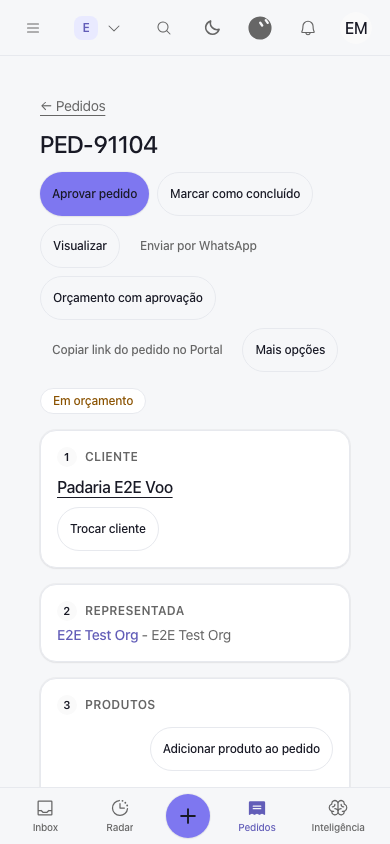 E
EM
← Pedidos
PED-91104
Aprovar pedido
Marcar como concluído
Visualizar
Enviar por WhatsApp
Orçamento com aprovação
Copiar link do pedido no Portal
Mais opções
Em orçamento
1 CLIENTE
Padaria E2E Voo
Trocar cliente
2 REPRESENTADA
E2E Test Org - E2E Test Org
3 PRODUTOS
Adicionar produto ao pedido
Inbox
Radar
Pedidos
Inteligência